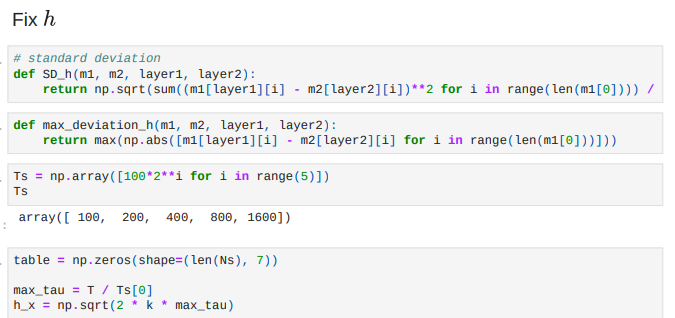 Fix h
# standard deviation
def SD_h(m1, m2, layer1, layer2):
    return np.sqrt(sum((m1[layer1][i] - m2[layer2][i])**2 for i in range(len(m1[0]))) /
def max_deviation_h(m1, m2, layer1, layer2):
    return max(np.abs([m1[layer1][i] - m2[layer2][i] for i in range(len(m1[0]))]))
Ts = np.array([100*2**i for i in range(5)])
Ts
array([ 100,  200,  400,  800, 1600])
table = np.zeros(shape=(len(Ns), 7))
max_tau = T / Ts[0]
h_x = np.sqrt(2 * k * max_tau)